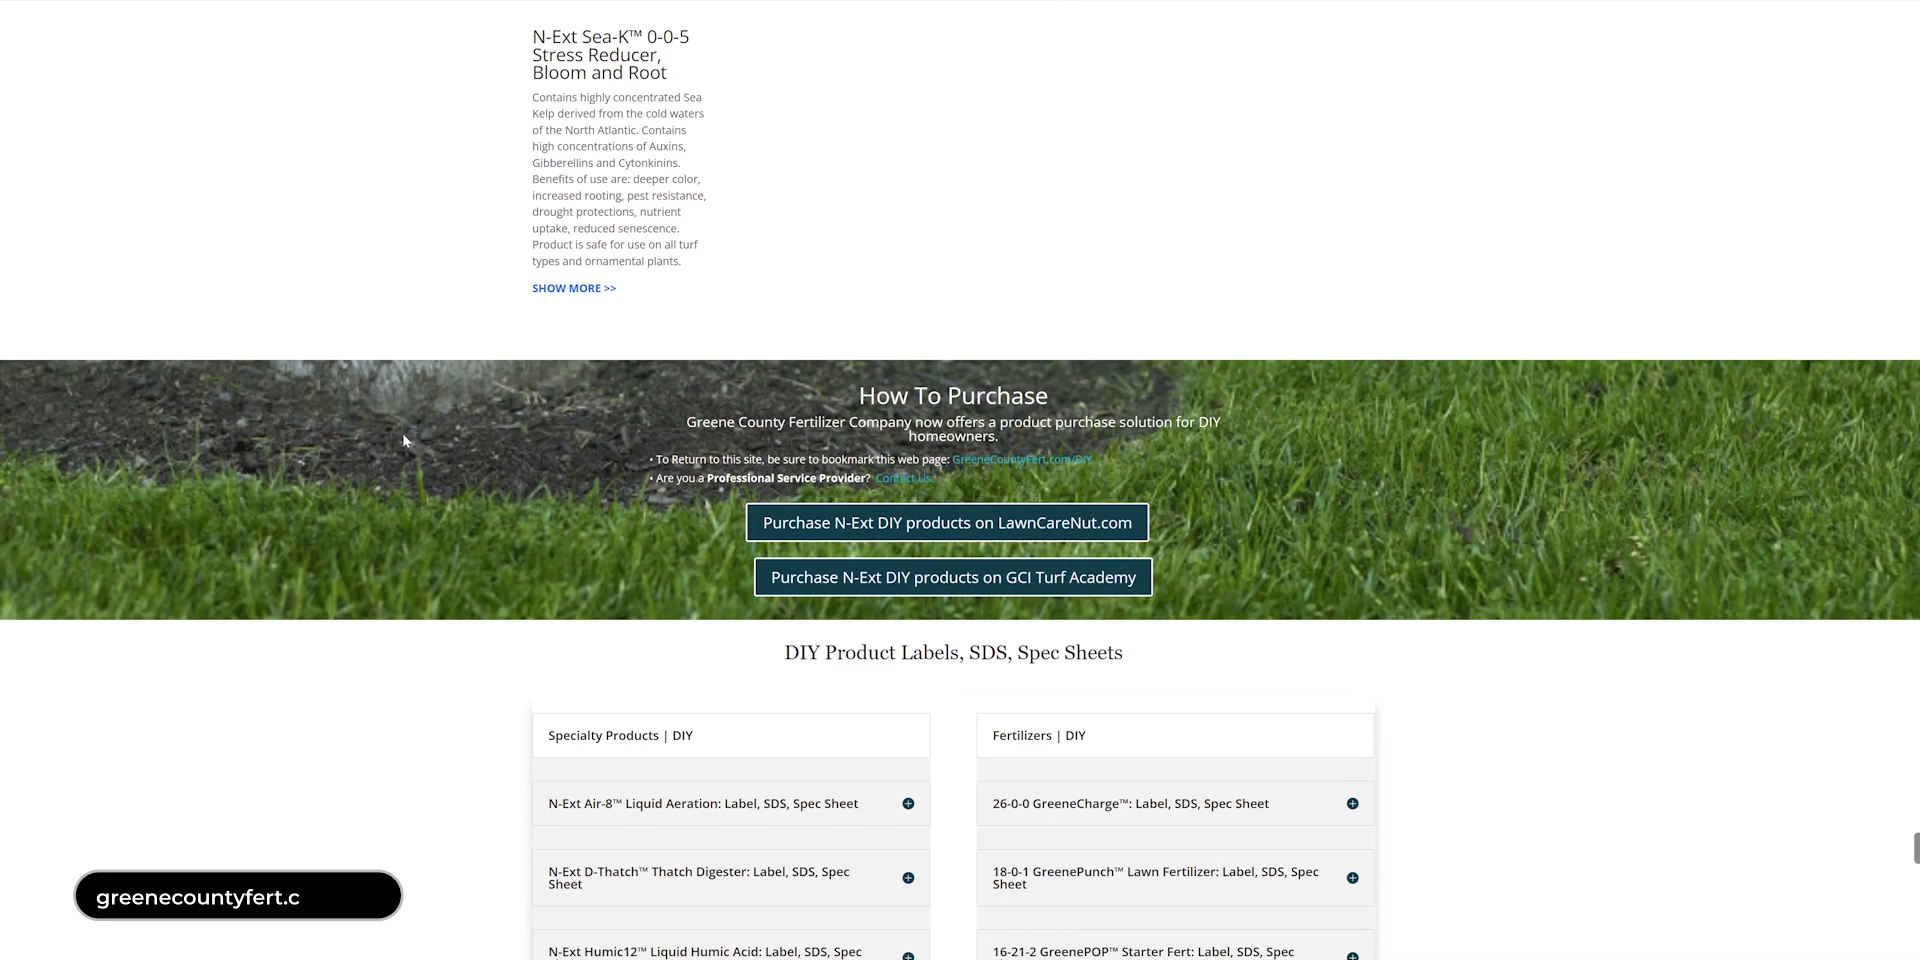 N-Ext Sea-K™ 0-0-5
Stress Reducer,
Bloom and Root
Contains highly concentrated Sea
Kelp derived from the cold waters
of the North Atlantic. Contains
high concentrations of Auxins,
Gibberellins and Cytonkinins.
Benefits of use are: deeper color,
increased rooting, pest resistance,
drought protections, nutrient
uptake, reduced senescence.
Product is safe for use on all turf
types and ornamental plants.
SHOW MORE >>
How To Purchase
Greene County Fertilizer Company now offers a product purchase solution for DIY
homeowners.
• To Return to this site, be sure to bookmark this web page: GreeneCountyFert.com/DIY
• Are you a Professional Service Provider? Contact Us.
Purchase N-Ext DIY products on LawnCareNut.com
Purchase N-Ext DIY products on GCI Turf Academy
DIY Product Labels, SDS, Spec Sheets
Specialty Products | DIY
N-Ext Air-8™ Liquid Aeration: Label, SDS, Spec Sheet
N-Ext D-Thatch™ Thatch Digester: Label, SDS, Spec
Sheet
N-Ext Humic12™ Liquid Humic Acid: Label, SDS, Spec
Fertilizers | DIY
26-0-0 GreeneCharge™: Label, SDS, Spec Sheet
18-0-1 GreenePunch™ Lawn Fertilizer: Label, SDS, Spec
Sheet
16-21-2 GreenePOP™ Starter Fert: Label, SDS, Spec
greenecountyfert.c